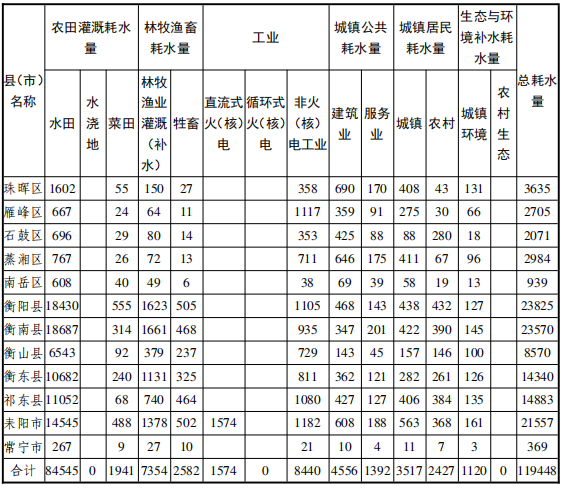 县(市)名称 农田灌溉耗水量 林牧渔畜耗水量 工业 城镇公共耗水量 城镇居民耗水量 生态与环境补水耗水量 总耗水量
水田 水浇地 菜田 林牧渔业灌溉(补水) 牲畜 直流式火(核)电 循环式火(核)电 非火(核)电工业 建筑业 服务业 城镇 农村 城镇环境 农村生态
珠晖区 1602 55 150 27 358 690 170 408 43 131 3635
雁峰区 667 24 64 11 1117 359 91 275 30 66 2705
石鼓区 696 29 80 14 353 425 88 88 280 18 2071
蒸湘区 767 26 72 13 711 646 175 411 67 96 2984
南岳区 608 40 49 6 38 69 39 58 19 13 939
衡阳县 18430 555 1623 505 1105 468 143 438 432 127 23825
衡南县 18687 314 1661 468 935 347 201 422 390 145 23570
衡山县 6543 92 379 237 729 143 45 157 146 100 8570
衡东县 10682 240 1131 325 811 362 121 282 261 126 14340
祁东县 11052 68 740 464 1080 427 127 406 384 135 14883
耒阳市 14545 488 1378 502 1574 1182 608 188 563 368 161 21557
常宁市 267 9 27 10 21 10 4 11 7 3 369
合计 84545 0 1941 7354 2582 1574 0 8440 4556 1392 3517 2427 1120 0 119448